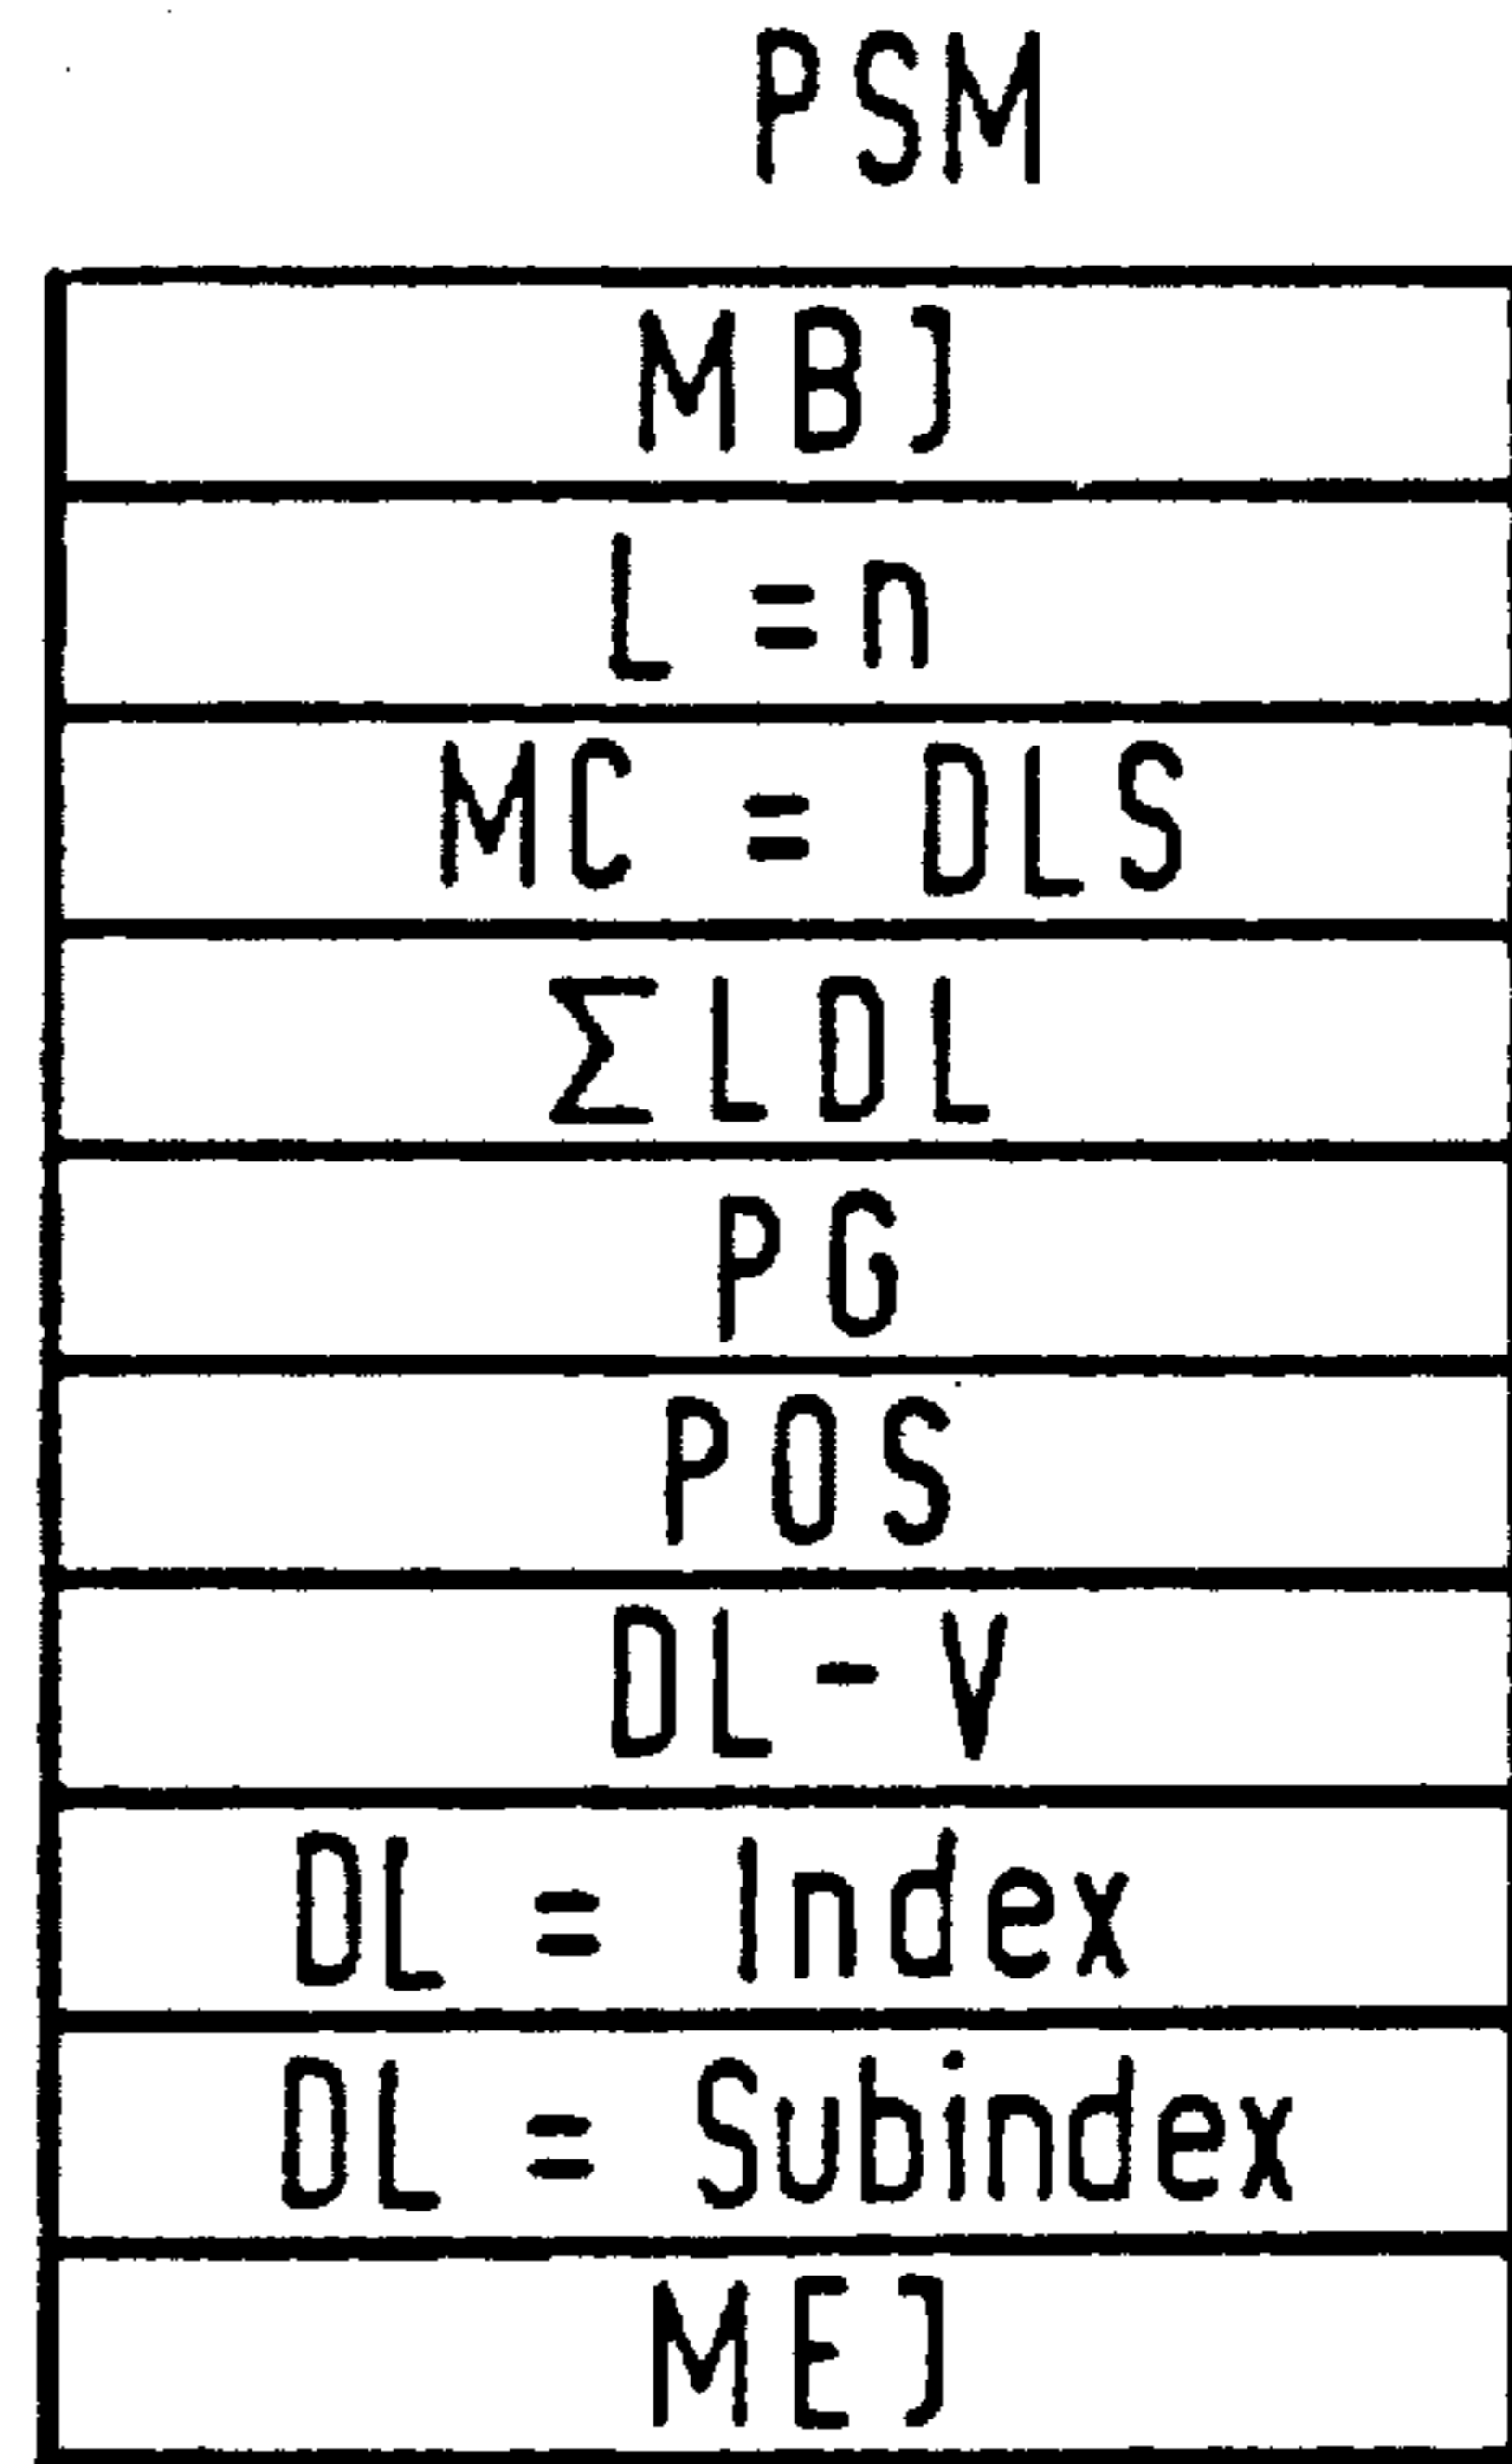 PSM
MBJ
L = n
MC = DLS
ΣLDL
PG
POS
DL - V
DL = Index
DL = Subindex
MEJ